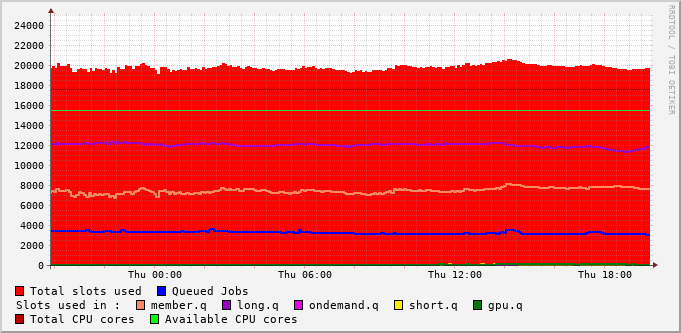 24000
22000
20000
18000
16000
14000
12000
10000
8000
6000
4000
2000
0
Thu 00:00 Thu 06:00 Thu 12:00 Thu 18:00
Total slots used Queued Jobs
Slots used in : member.q long.q ondemand.q short.q gpu.q
Total CPU cores Available CPU cores
RRDTOOL / TOBI OETIKER